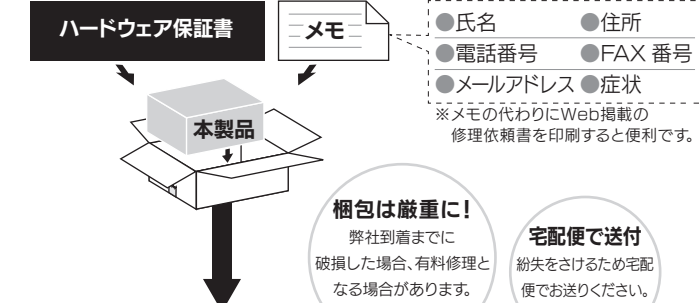 ハードウェア保証書
メモ
●氏名 ●住所
●電話番号 ●FAX 番号
●メールアドレス ●症状
※メモの代わりにWeb掲載の
修理依頼書を印刷すると便利です。
本製品
梱包は厳重に!
弊社到着までに
破損した場合、有料修理と
なる場合があります。
宅配便で送付
紛失をさけるため宅配
便でお送りください。